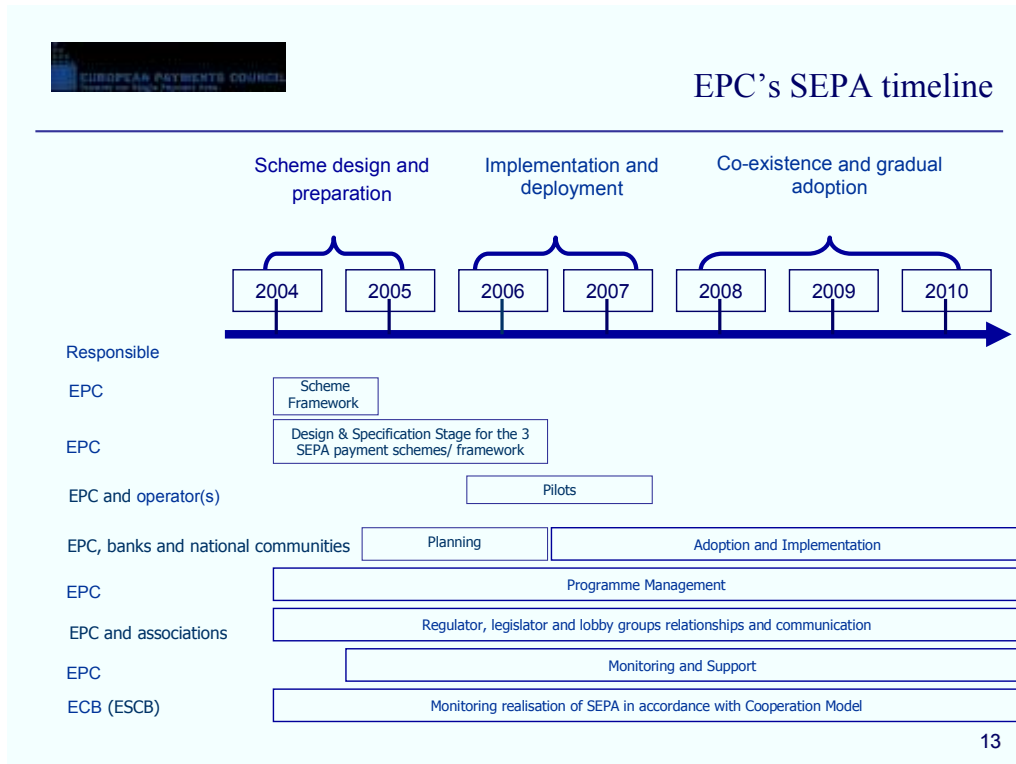 EUROPEAN PAYMENTS COUNCIL
EPC's SEPA timeline
Scheme design and
preparation
Implementation and
deployment
Co-existence and gradual
adoption
2004
2005
2006
2007
2008
2009
2010
Responsible
EPC
Scheme
Framework
EPC
Design & Specification Stage for the 3
SEPA payment schemes/ framework
EPC and operator(s)
Pilots
EPC, banks and national communities
Planning
Adoption and Implementation
EPC
Programme Management
EPC and associations
Regulator, legislator and lobby groups relationships and communication
EPC
Monitoring and Support
ECB (ESCB)
Monitoring realisation of SEPA in accordance with Cooperation Model
13